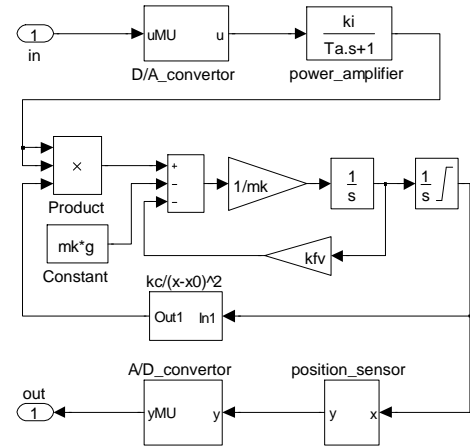 1
in
uMU u
D/A_convertor
ki
Ta.s+1
power_amplifier
×
Product
+
−
−
1/mk
1
s
1
s
mk*g
Constant
kfv
kc/(x-x0)^2
Out1 In1
A/D_convertor
position_sensor
out
1
yMU y
y x